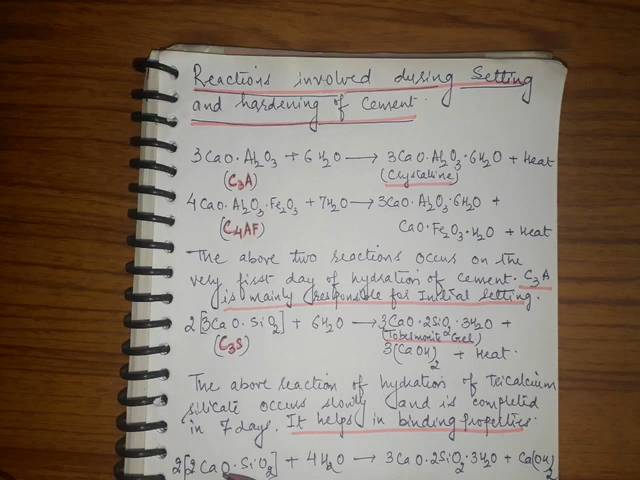 Reactions involved during Setting
and hardening of Cement.
3CaO·Al₂O₃ + 6H₂O → 3CaO·Al₂O₃·6H₂O + Heat
(C₃A) (Crystalline)
4CaO·Al₂O₃·Fe₂O₃ + 7H₂O → 3CaO·Al₂O₃·6H₂O +
(C₄AF) CaO·Fe₂O₃·H₂O + Heat
The above two reactions occus on the
very first day of hydration of cement. C₃A
is mainly responsible for Initial Setting.
2[3CaO·SiO₂] + 6H₂O → 3CaO·2SiO₂·3H₂O +
(C₃S) (Tobelmonite Gel)
3(CaOH)₂ + Heat.
The above reaction of hydration of Tricalcium
silicate occurs slowly and is completed
in 7 days. It helps in binding properties.
2[2CaO·SiO₂] + 4H₂O → 3CaO·2SiO₂·3H₂O + Ca(OH)₂